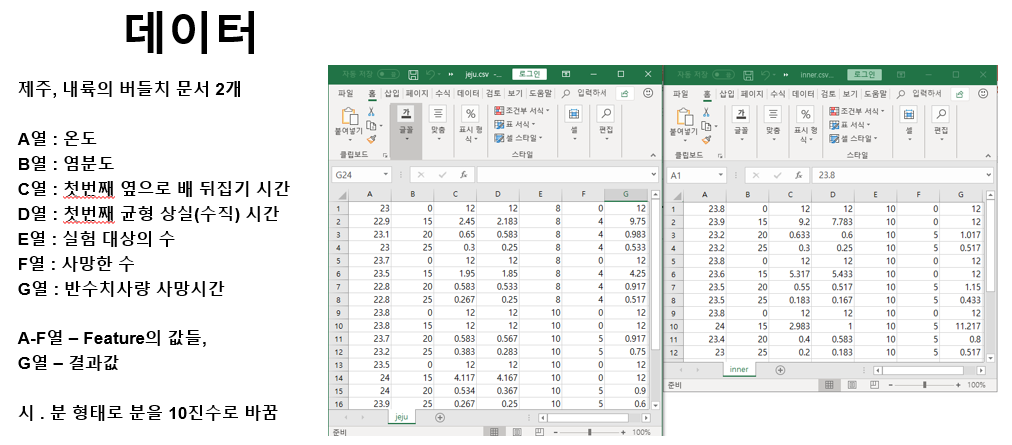 데이터
제주, 내륙의 버들치 문서 2개
A열 : 온도
B열 : 염분도
C열 : 첫번째 옆으로 배 뒤집기 시간
D열 : 첫번째 균형 상실(수직) 시간
E열 : 실험 대상의 수
F열 : 사망한 수
G열 : 반수치사량 사망시간
A-F열 – Feature의 값들,
G열 – 결과값
시 . 분 형태로 분을 10진수로 바꿈
자동 저장 jeju.csv -... 로그인
파일 홈 삽입 수식 데이터 검토 보기 도움말 입력하서
붙여넣기 글꼴 맞춤 표시 형식 조건부 서식 표 서식 셀 스타일 셀 편집
클립보드 스타일
G24 fx
A B C D E F G
1 23 0 12 12 8 0 12
2 22.9 15 2.45 2.183 8 4 9.75
3 23.1 20 0.65 0.583 8 4 0.983
4 23 25 0.3 0.25 8 4 0.533
5 23.7 0 12 12 8 0 12
6 23.5 15 1.95 1.85 8 4 4.25
7 22.8 20 0.583 0.533 8 4 0.917
8 22.8 25 0.267 0.25 8 4 0.517
9 23.8 0 12 12 10 0 12
10 23.8 15 12 12 10 0 12
11 23.7 20 0.583 0.567 10 5 0.917
12 23.2 25 0.383 0.283 10 5 0.75
13 23.5 0 12 12 10 0 12
14 24 15 4.117 4.167 10 0 12
15 24 20 0.534 0.367 10 5 0.9
16 23.9 25 0.267 0.25 10 5 0.6
jeju
준비 100%
자동 저장 inner.csv... 로그인
파일 홈 삽입 수식 데이터 검토 보기 도움말 입력하서
붙여넣기 글꼴 맞춤 표시 형식 조건부 서식 표 서식 셀 스타일 셀 편집
클립보드 스타일
A1 fx 23.8
A B C D E F G
1 23.8 0 12 12 10 0 12
2 23.9 15 9.2 7.783 10 0 12
3 23.2 20 0.633 0.6 10 5 1.017
4 23.2 25 0.3 0.25 10 5 0.517
5 23.8 0 12 12 10 0 12
6 23.6 15 5.317 5.433 10 0 12
7 23.5 20 0.55 0.517 10 5 1.15
8 23.5 25 0.183 0.167 10 5 0.433
9 23.8 0 12 12 10 0 12
10 24 15 2.983 1 10 5 11.217
11 23.4 20 0.4 0.583 10 5 0.8
12 23 25 0.2 0.183 10 5 0.517
inner
준비 100%